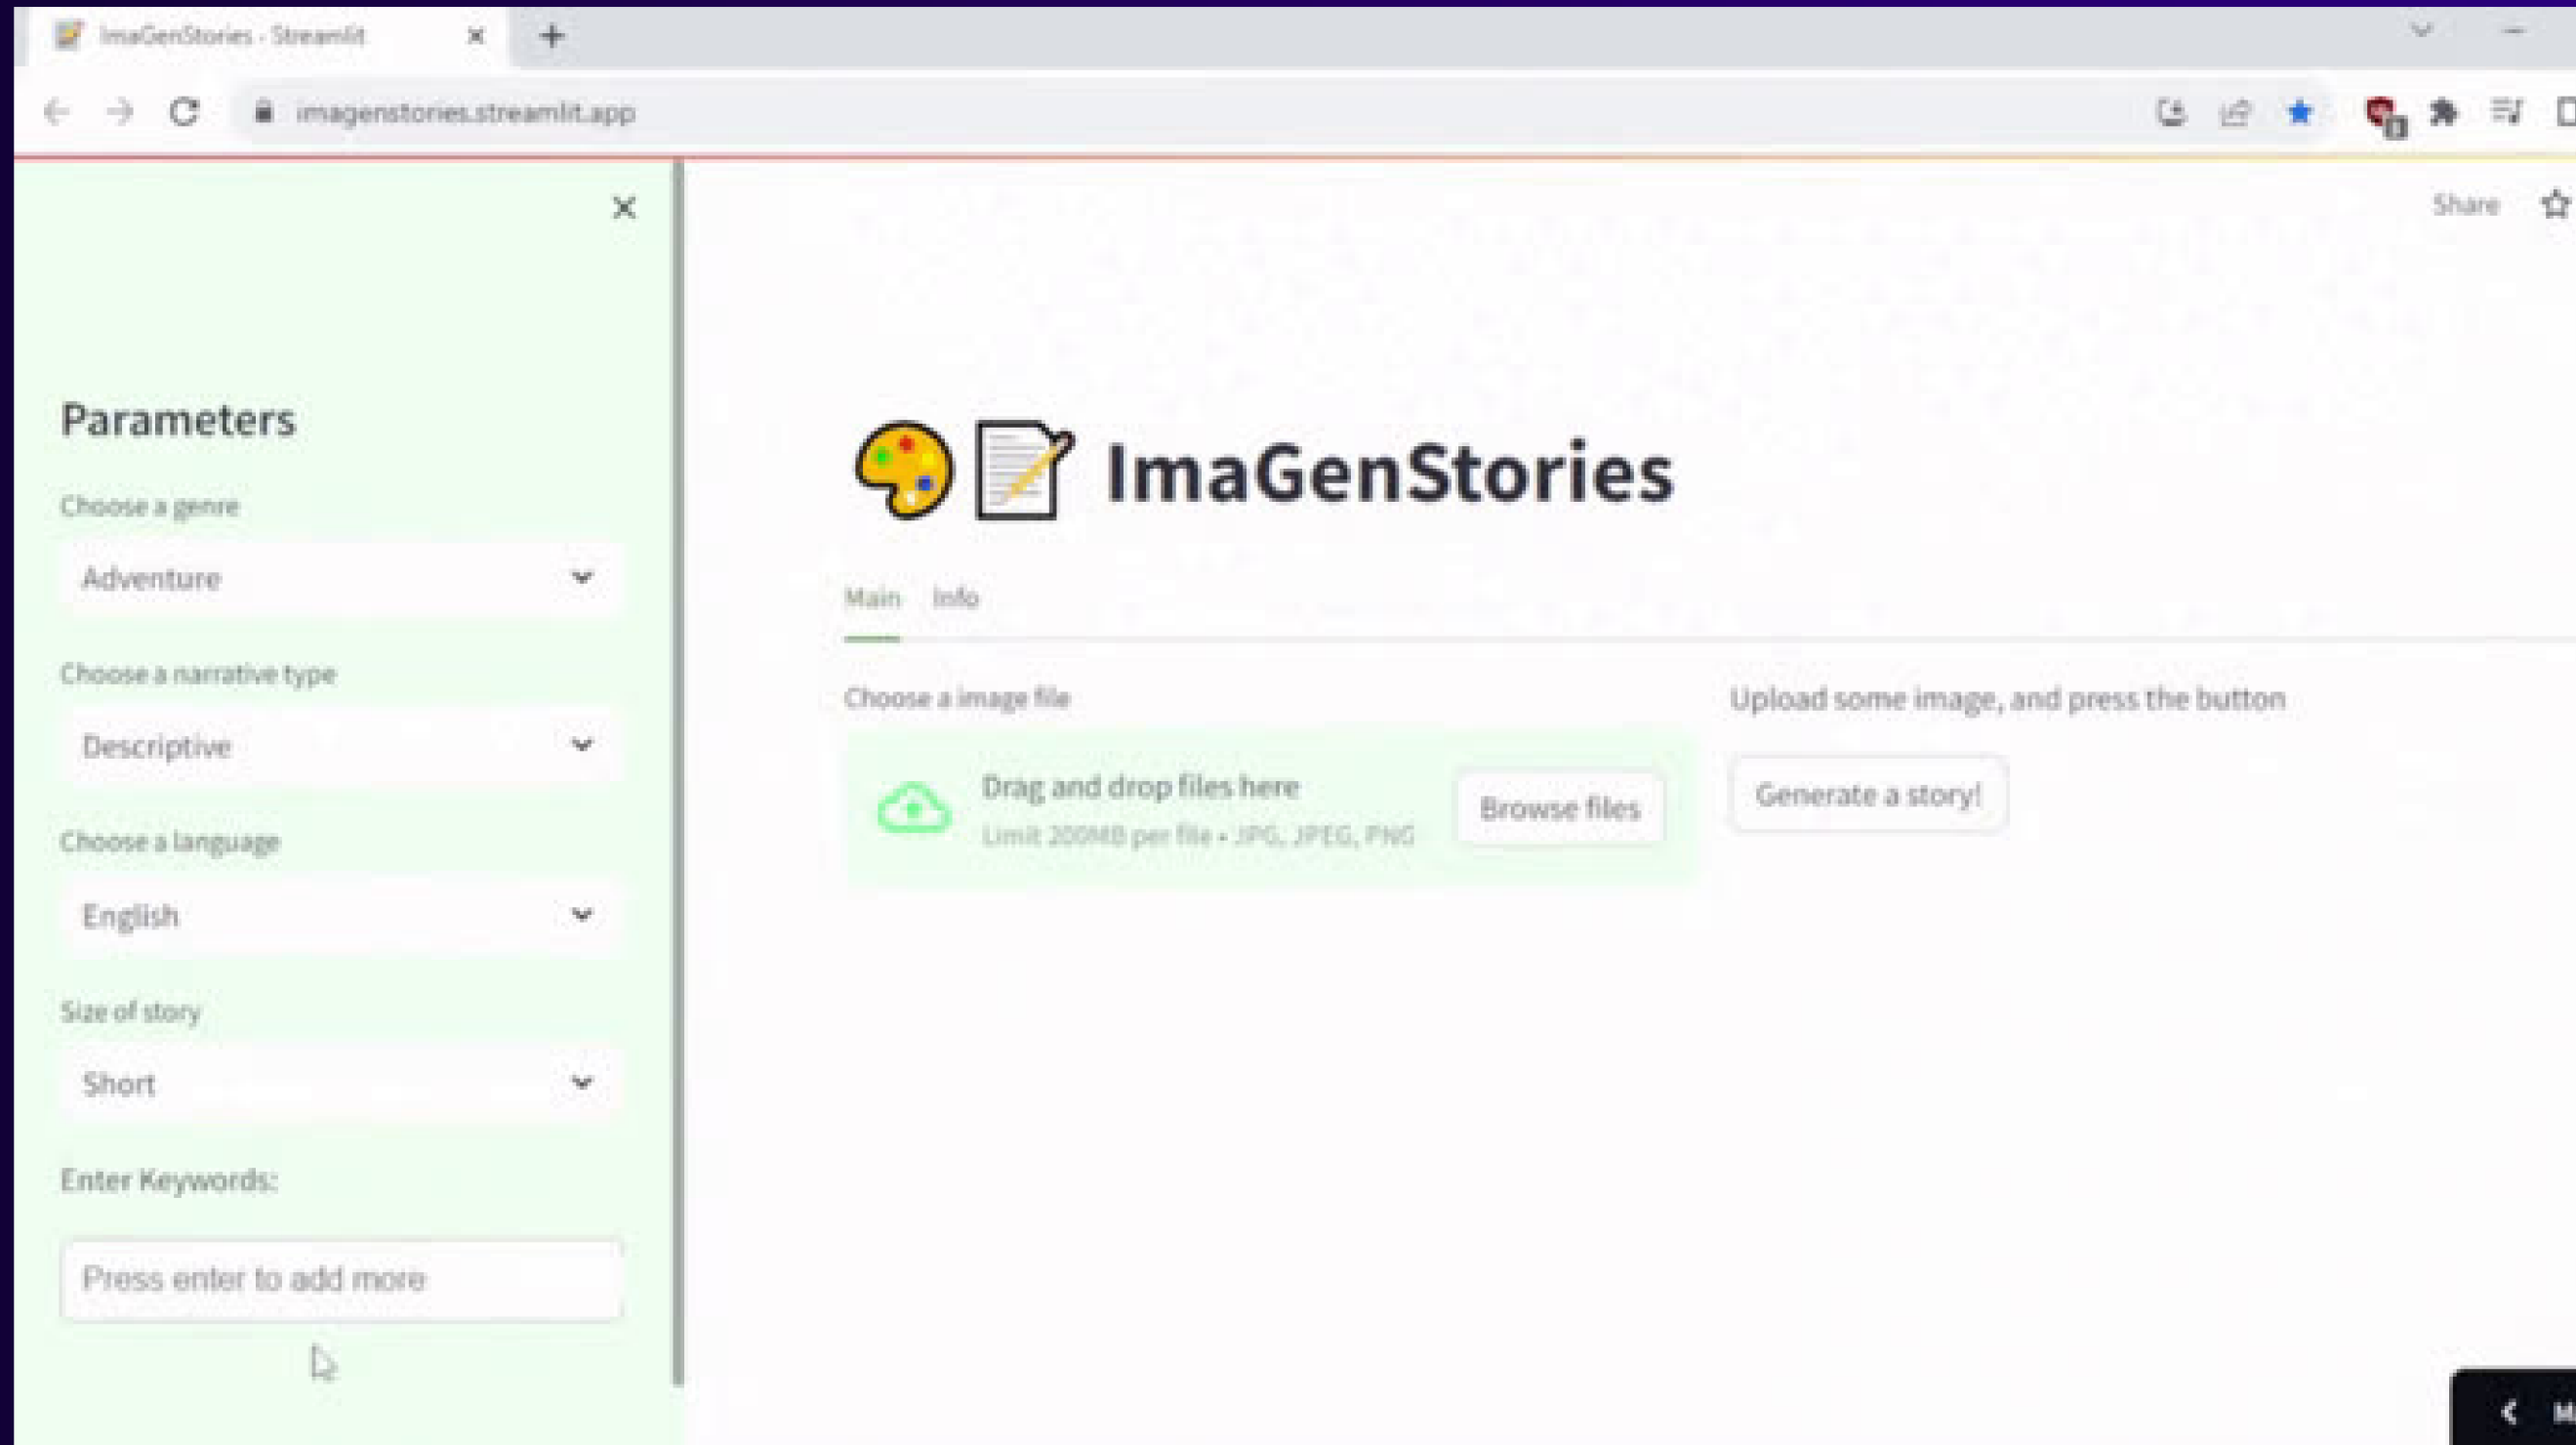 ImaGenStories - Streamlit
imagenstories.streamlit.app
Share
Parameters
Choose a genre
Adventure
Choose a narrative type
Descriptive
Choose a language
English
Size of story
Short
Enter Keywords:
Press enter to add more
ImaGenStories
Main Info
Choose a image file
Drag and drop files here
Limit 200MB per file • JPG, JPEG, PNG
Browse files
Upload some image, and press the button
Generate a story!